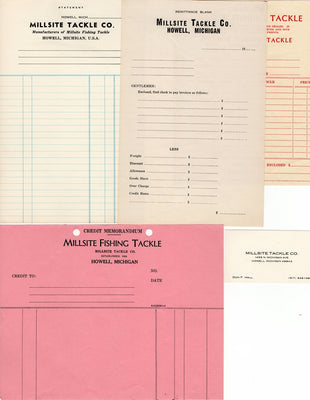 STATEMENT
HOWELL, MICH.
MILLSITE TACKLE CO.
Manufacturers of Millsite Fishing Tackle
HOWELL, MICHIGAN, U.S.A.
REMITTANCE BLANK
MILLSITE TACKLE CO.
HOWELL, MICHIGAN
19
GENTLEMEN:
Enclosed, find check to pay invoices as follows:
$
$
$
$
$
LESS
Freight $
Discount $
Allowance $
Goods Short $
Over Charge $
Credit Memo $
$
TACKLE
TACKLE
ENCLOSED $
CREDIT MEMORANDUM
MILLSITE FISHING TACKLE
MILLSITE TACKLE CO.
HOWELL, MICHIGAN
CREDIT TO:
NO.
DATE
MILLSITE TACKLE CO.